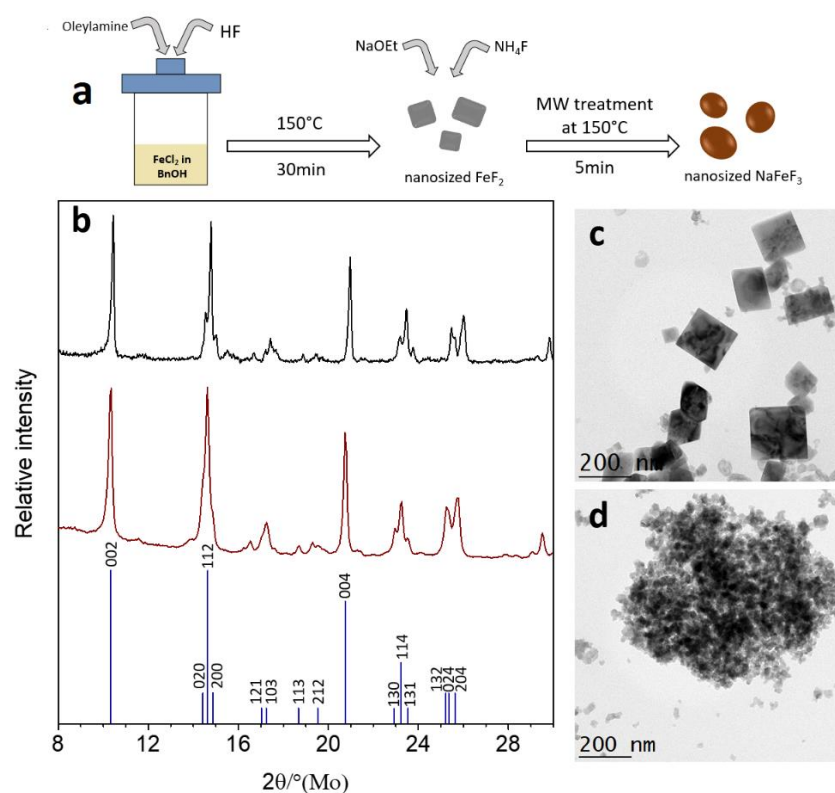 Oleylamine
HF
NaOEt
NH₄F
a
150°C
MW treatment
at 150°C
FeCl₂ in
BnOH
30min
5min
nanosized FeF₂
nanosized NaFeF₃
b
Relative intensity
002
020
112
200
121
103
113
212
004
130
114
131
132
024
204
8
12
16
20
24
28
2θ/°(Mo)
c
200 nm
d
200 nm